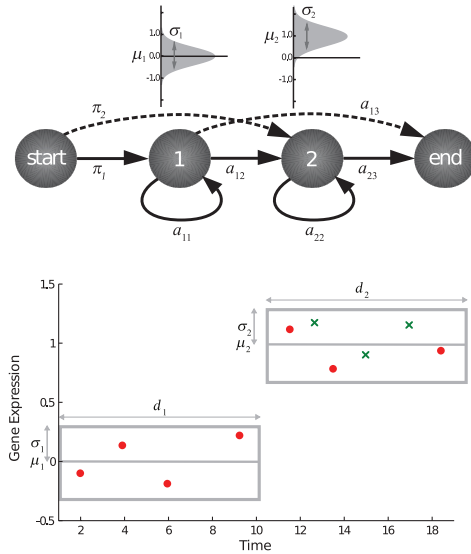 σ₁
1.0
μ₁ 0.0
-1.0
σ₂
1.0
μ₂
0.0
-1.0
π₂
a₁₃
start
1
2
end
π₁
a₁₂
a₂₃
a₁₁
a₂₂
1.5
1
0.5
0
-0.5
Gene Expression
d₂
σ₂
μ₂
d₁
σ₁
μ₁
2 4 6 8 10 12 14 16 18
Time